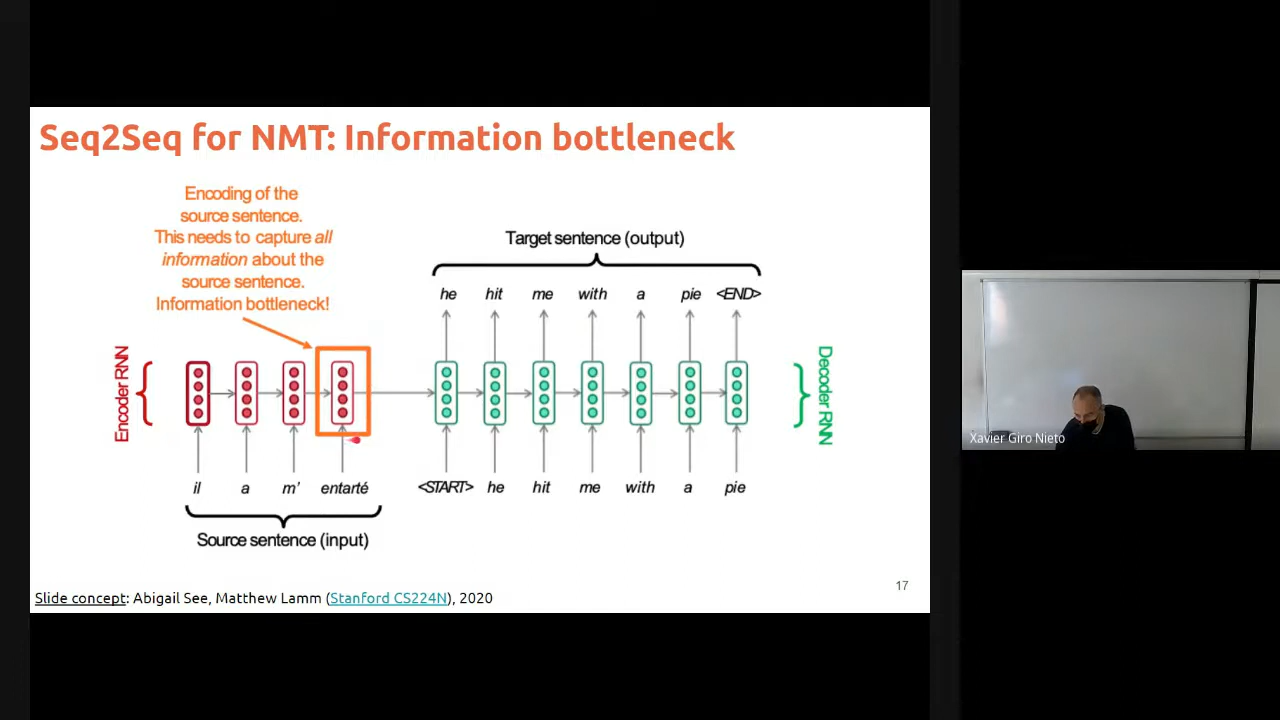 Seq2Seq for NMT: Information bottleneck
Encoding of the
source sentence.
This needs to capture all
information about the
source sentence.
Information bottleneck!
Target sentence (output)
he hit me with a pie <END>
Encoder RNN
Decoder RNN
il a m' entarté
<START> he hit me with a pie
Source sentence (input)
17
Slide concept: Abigail See, Matthew Lamm (Stanford CS224N), 2020
Xavier Giro Nieto